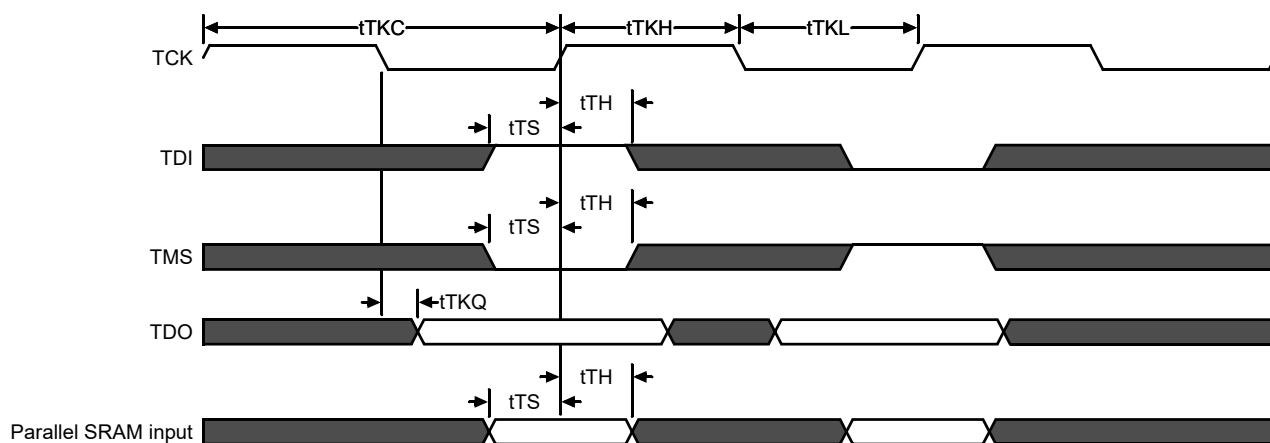 tTKC tTKH tTKL
TCK
tTH
tTS
TDI
tTH
tTS
TMS
tTKQ
TDO
tTH
tTS
Parallel SRAM input